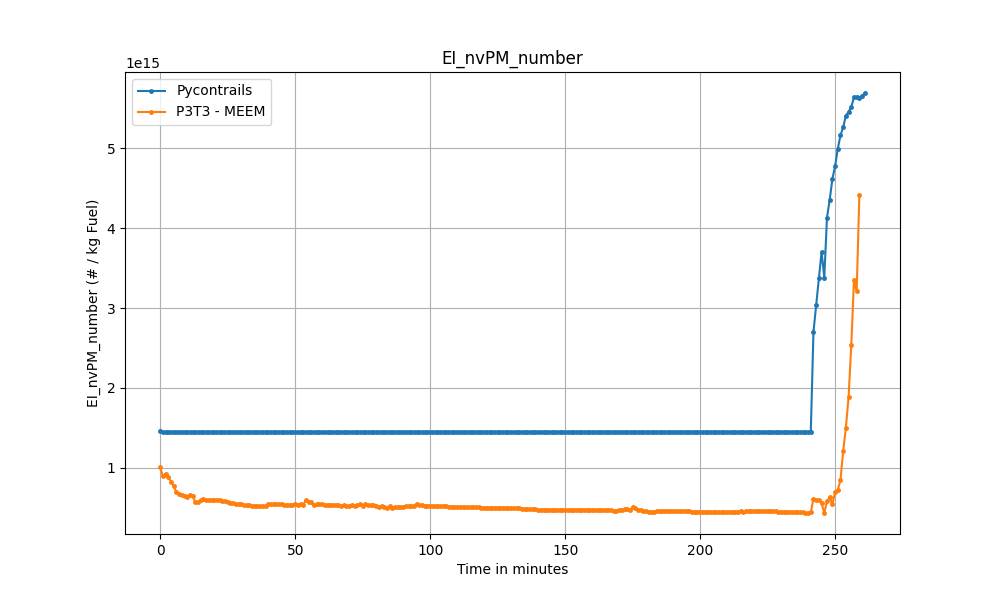 EI_nvPM_number
1e15
Pycontrails
P3T3 - MEEM
5
4
3
2
1
EI_nvPM_number (# / kg Fuel)
0 50 100 150 200 250
Time in minutes